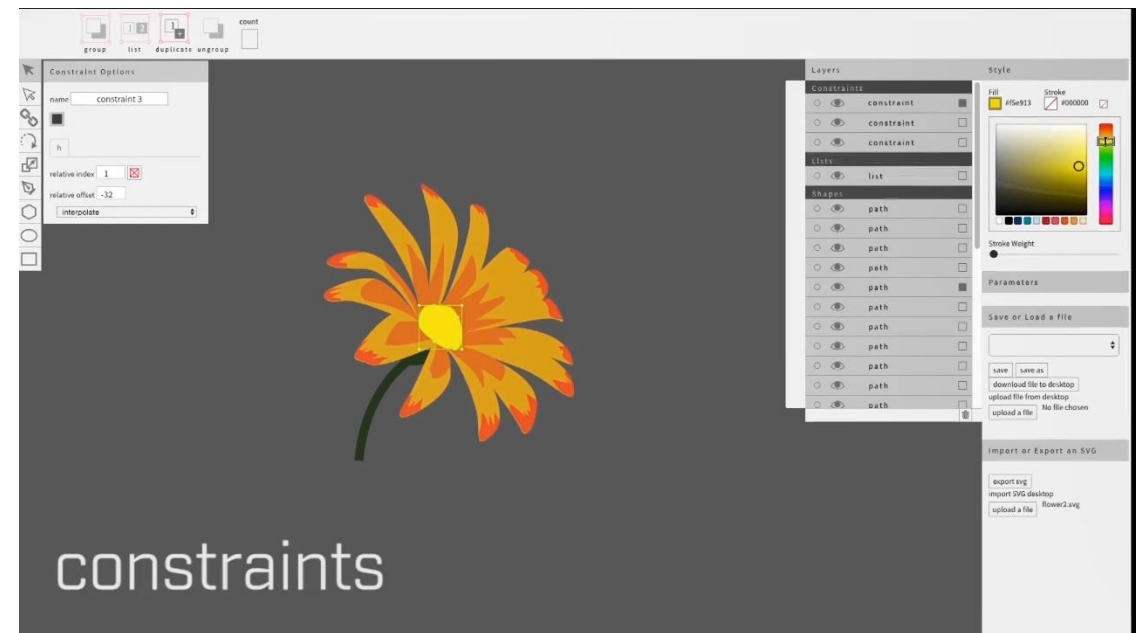 count
group list duplicate ungroup
Constraint Options
name constraint 3
h
relative index 1
relative offset -32
interpolate
Layers
Constraints
constraint
constraint
constraint
Lists
list
Shapes
path
path
path
path
path
path
path
path
path
path
path
Style
Fill Stroke
#f5e913 #000000
Stroke Weight
Parameters
Save or Load a file
save save as
download file to desktop
upload file from desktop
upload a file No file chosen
Import or Export an SVG
export svg
import SVG desktop
upload a file flower2.svg
constraints